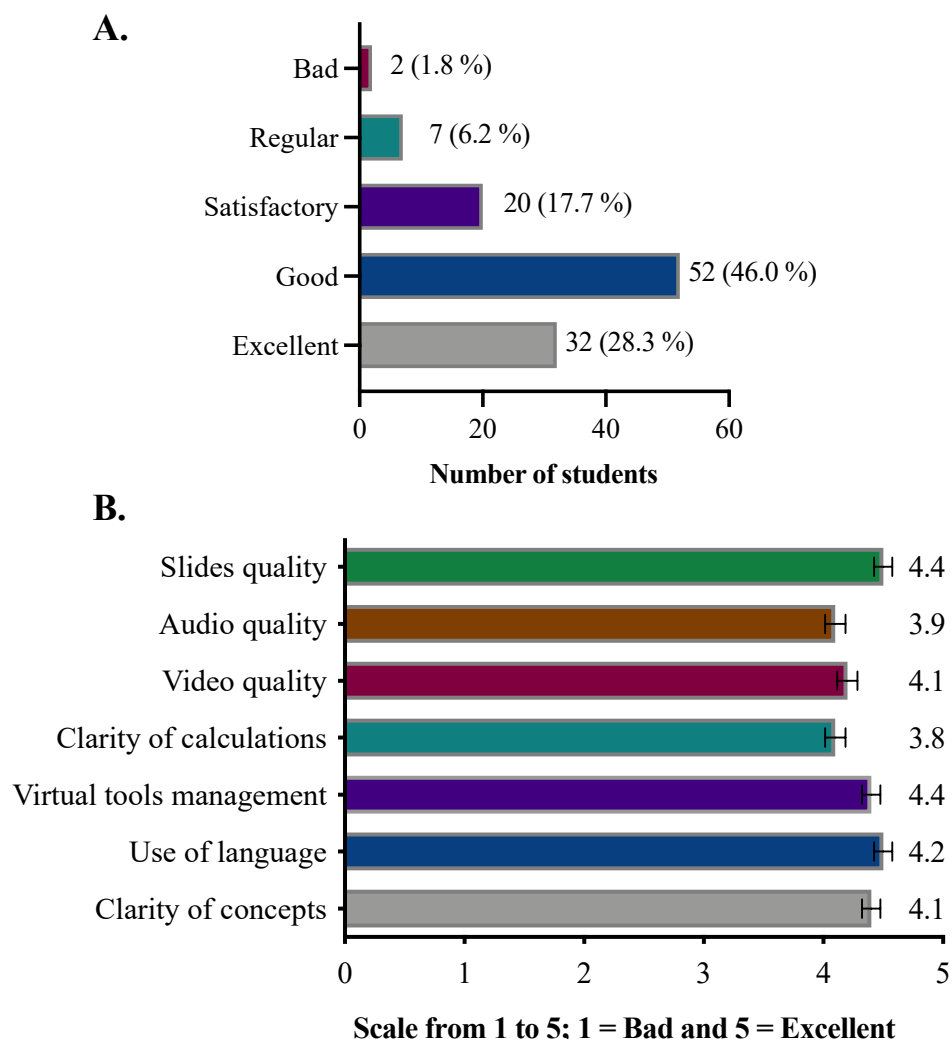 A.
Bad 2 (1.8 %)
Regular 7 (6.2 %)
Satisfactory 20 (17.7 %)
Good 52 (46.0 %)
Excellent 32 (28.3 %)
0 20 40 60
Number of students
B.
Slides quality 4.4
Audio quality 3.9
Video quality 4.1
Clarity of calculations 3.8
Virtual tools management 4.4
Use of language 4.2
Clarity of concepts 4.1
0 1 2 3 4 5
Scale from 1 to 5; 1 = Bad and 5 = Excellent